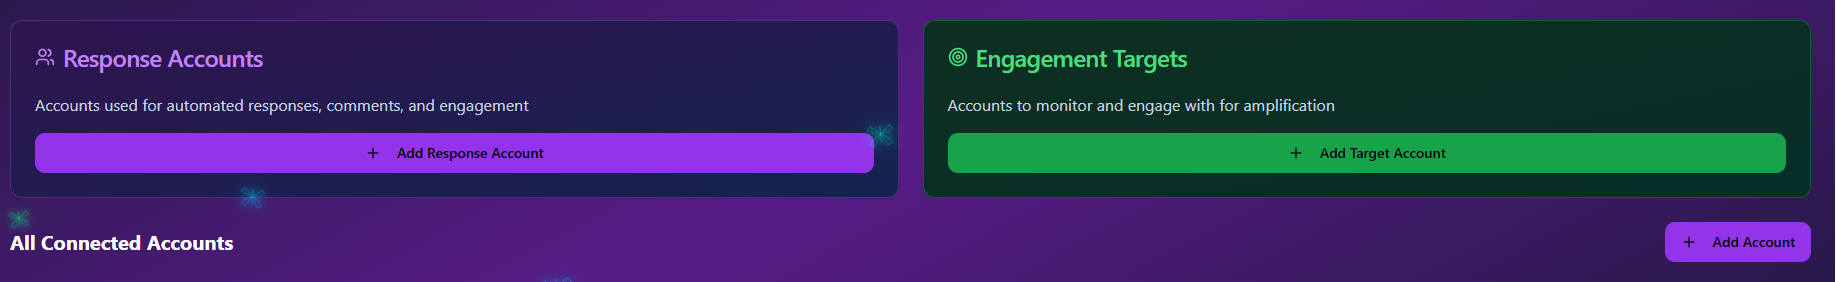 Response Accounts
Accounts used for automated responses, comments, and engagement
Add Response Account
Engagement Targets
Accounts to monitor and engage with for amplification
Add Target Account
All Connected Accounts
Add Account